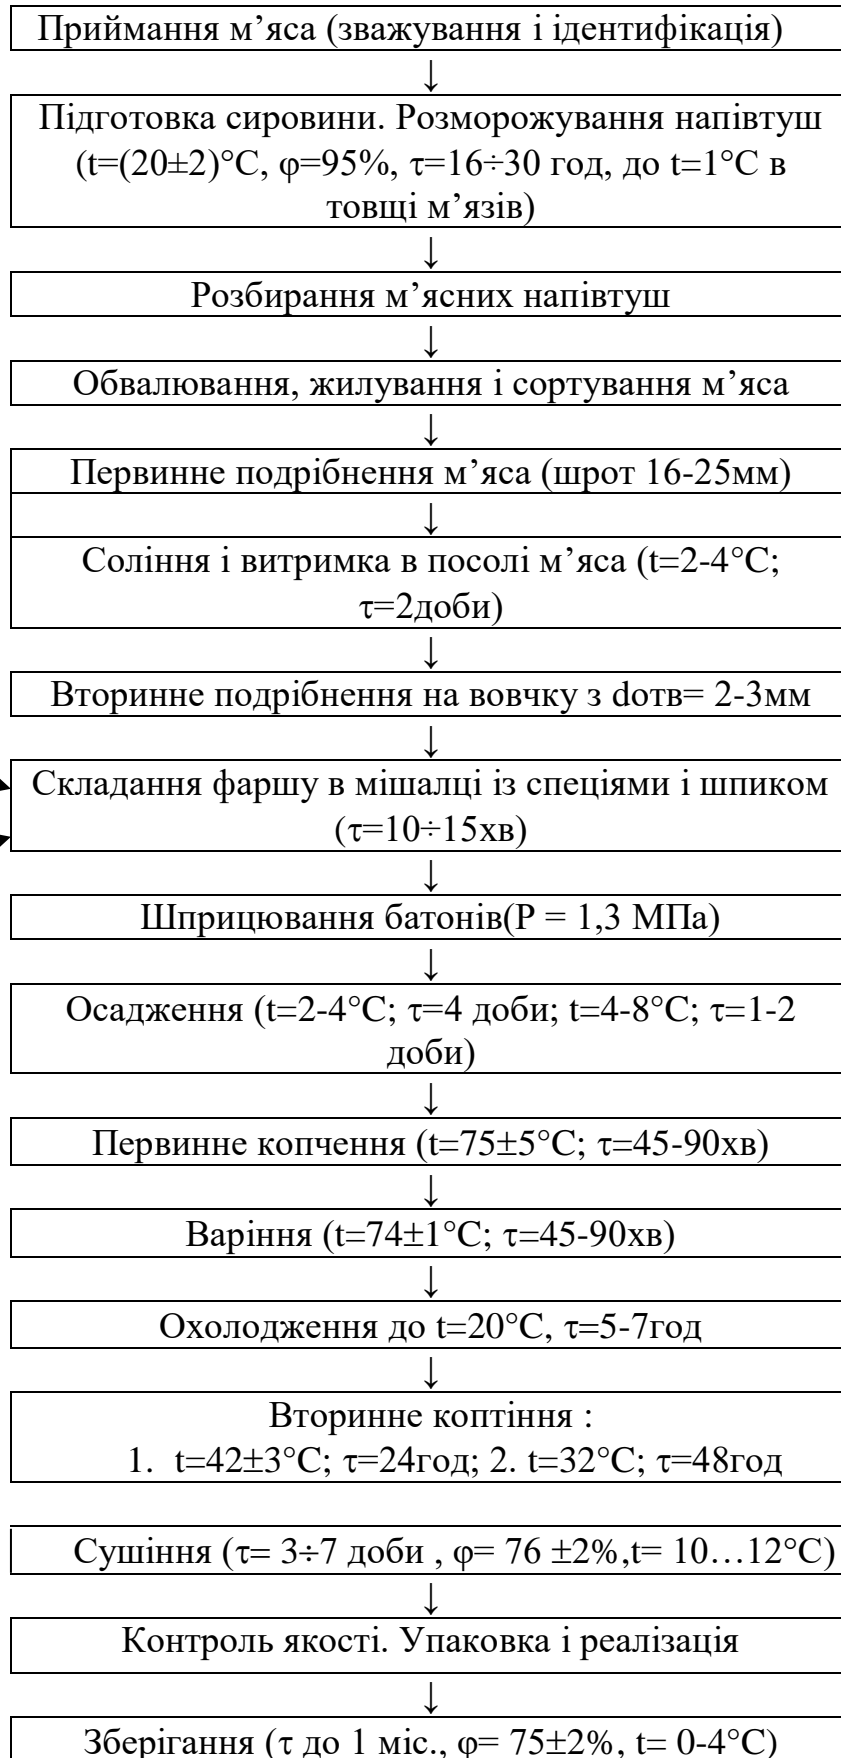 Приймання м’яса (зважування і ідентифікація)
↓
Підготовка сировини. Розморожування напівтуш
(t=(20±2)°С, φ=95%, τ=16÷30 год, до t=1°С в
товщі м’язів)
↓
Розбирання м’ясних напівтуш
↓
Обвалювання, жилування і сортування м’яса
↓
Первинне подрібнення м’яса (шрот 16-25мм)
↓
Соління і витримка в посолі м’яса (t=2-4°С;
τ=2доби)
↓
Вторинне подрібнення на вовчку з dотв= 2-3мм
↓
Складання фаршу в мішалці із спеціями і шпиком
(τ=10÷15хв)
↓
Шприцювання батонів(Р = 1,3 МПа)
↓
Осадження (t=2-4°С; τ=4 доби; t=4-8°С; τ=1-2
доби)
↓
Первинне копчення (t=75±5°С; τ=45-90хв)
↓
Варіння (t=74±1°С; τ=45-90хв)
↓
Охолодження до t=20°С, τ=5-7год
↓
Вторинне коптіння :
1. t=42±3°С; τ=24год; 2. t=32°С; τ=48год
Сушіння (τ= 3÷7 доби , φ= 76 ±2%,t= 10…12°С)
↓
Контроль якості. Упаковка і реалізація
↓
Зберігання (τ до 1 міс., φ= 75±2%, t= 0-4°С)